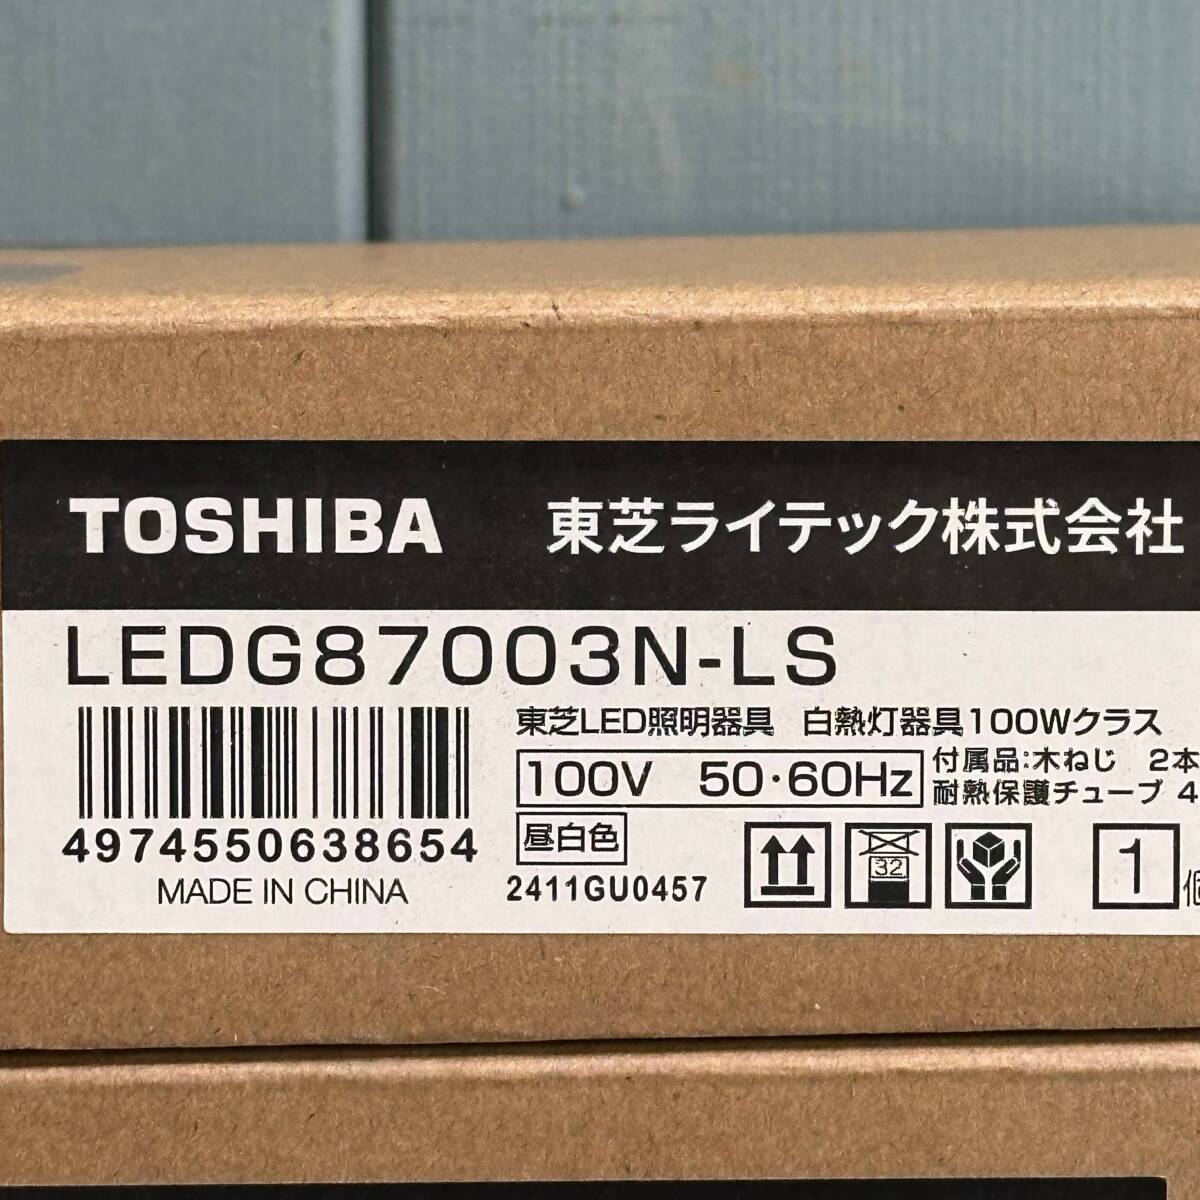 TOSHIBA 東芝ライテック株式会社
LEDG87003N-LS
東芝LED照明器具 白熱灯器具100Wクラス
100V 50・60Hz
付属品:木ねじ 2本
耐熱保護チューブ 4
4974550638654
昼白色
MADE IN CHINA
2411GU0457
32
1個